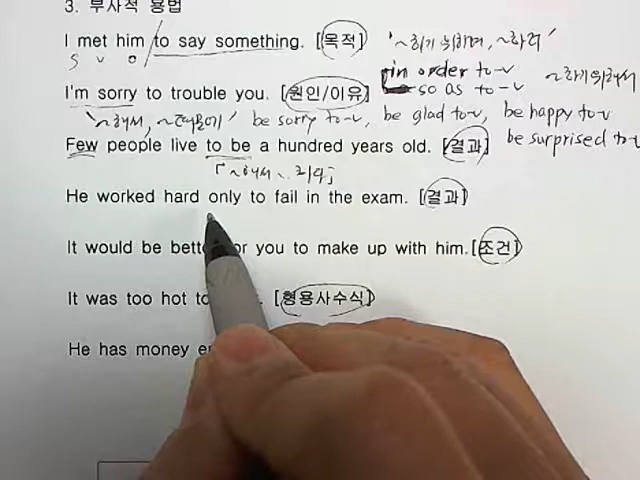 3. 부사적 용법
I met him/to say something. [목적] '~하기 위하여, ~하러'
S v o
in order to-v ~하기위해서
so as to-v
I'm sorry to trouble you. [원인/이유]
'~해서, ~때문에' be sorry to-v, be glad to-v, be happy to-v
be surprised to-v
Few people live to be a hundred years old. [결과]
「~해서 .. 되다」
He worked hard only to fail in the exam. [결과]
It would be you to make up with him.[조건]
It was too hot [형용사수식]
He has money